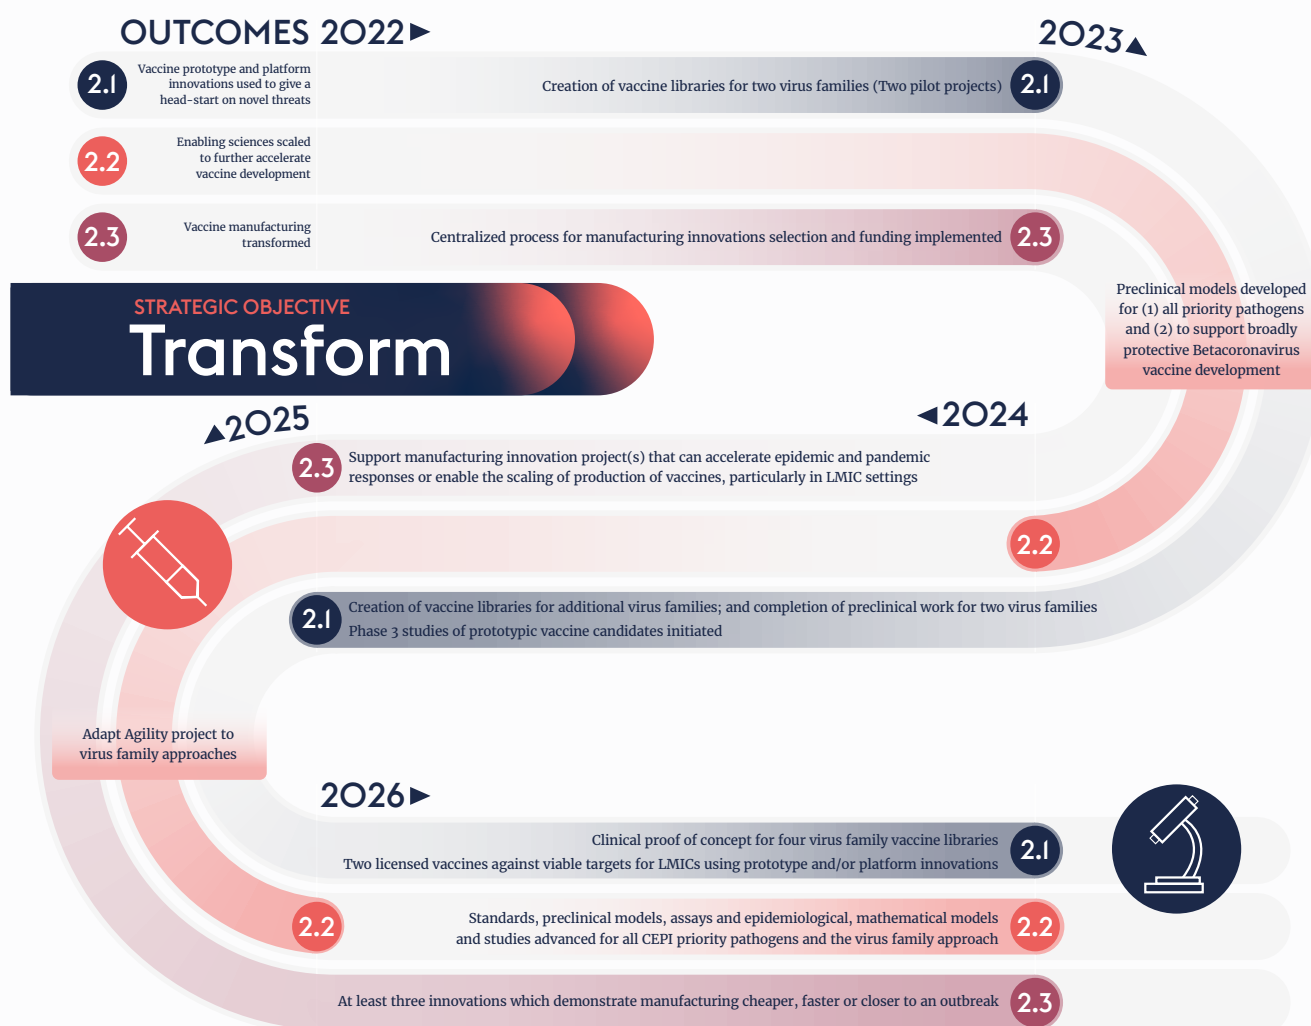 OUTCOMES 2022
2023
2.1
Vaccine prototype and platform
innovations used to give a
head-start on novel threats
Creation of vaccine libraries for two virus families (Two pilot projects)
2.1
2.2
Enabling sciences scaled
to further accelerate
vaccine development
2.3
Vaccine manufacturing
transformed
Centralized process for manufacturing innovations selection and funding implemented
2.3
STRATEGIC OBJECTIVE
Transform
Preclinical models developed
for (1) all priority pathogens
and (2) to support broadly
protective Betacoronavirus
vaccine development
2025
2024
2.3
Support manufacturing innovation project(s) that can accelerate epidemic and pandemic
responses or enable the scaling of production of vaccines, particularly in LMIC settings
2.2
2.1
Creation of vaccine libraries for additional virus families; and completion of preclinical work for two virus families
Phase 3 studies of prototypic vaccine candidates initiated
Adapt Agility project to
virus family approaches
2026
Clinical proof of concept for four virus family vaccine libraries
Two licensed vaccines against viable targets for LMICs using prototype and/or platform innovations
2.1
2.2
Standards, preclinical models, assays and epidemiological, mathematical models
and studies advanced for all CEPI priority pathogens and the virus family approach
2.2
At least three innovations which demonstrate manufacturing cheaper, faster or closer to an outbreak
2.3